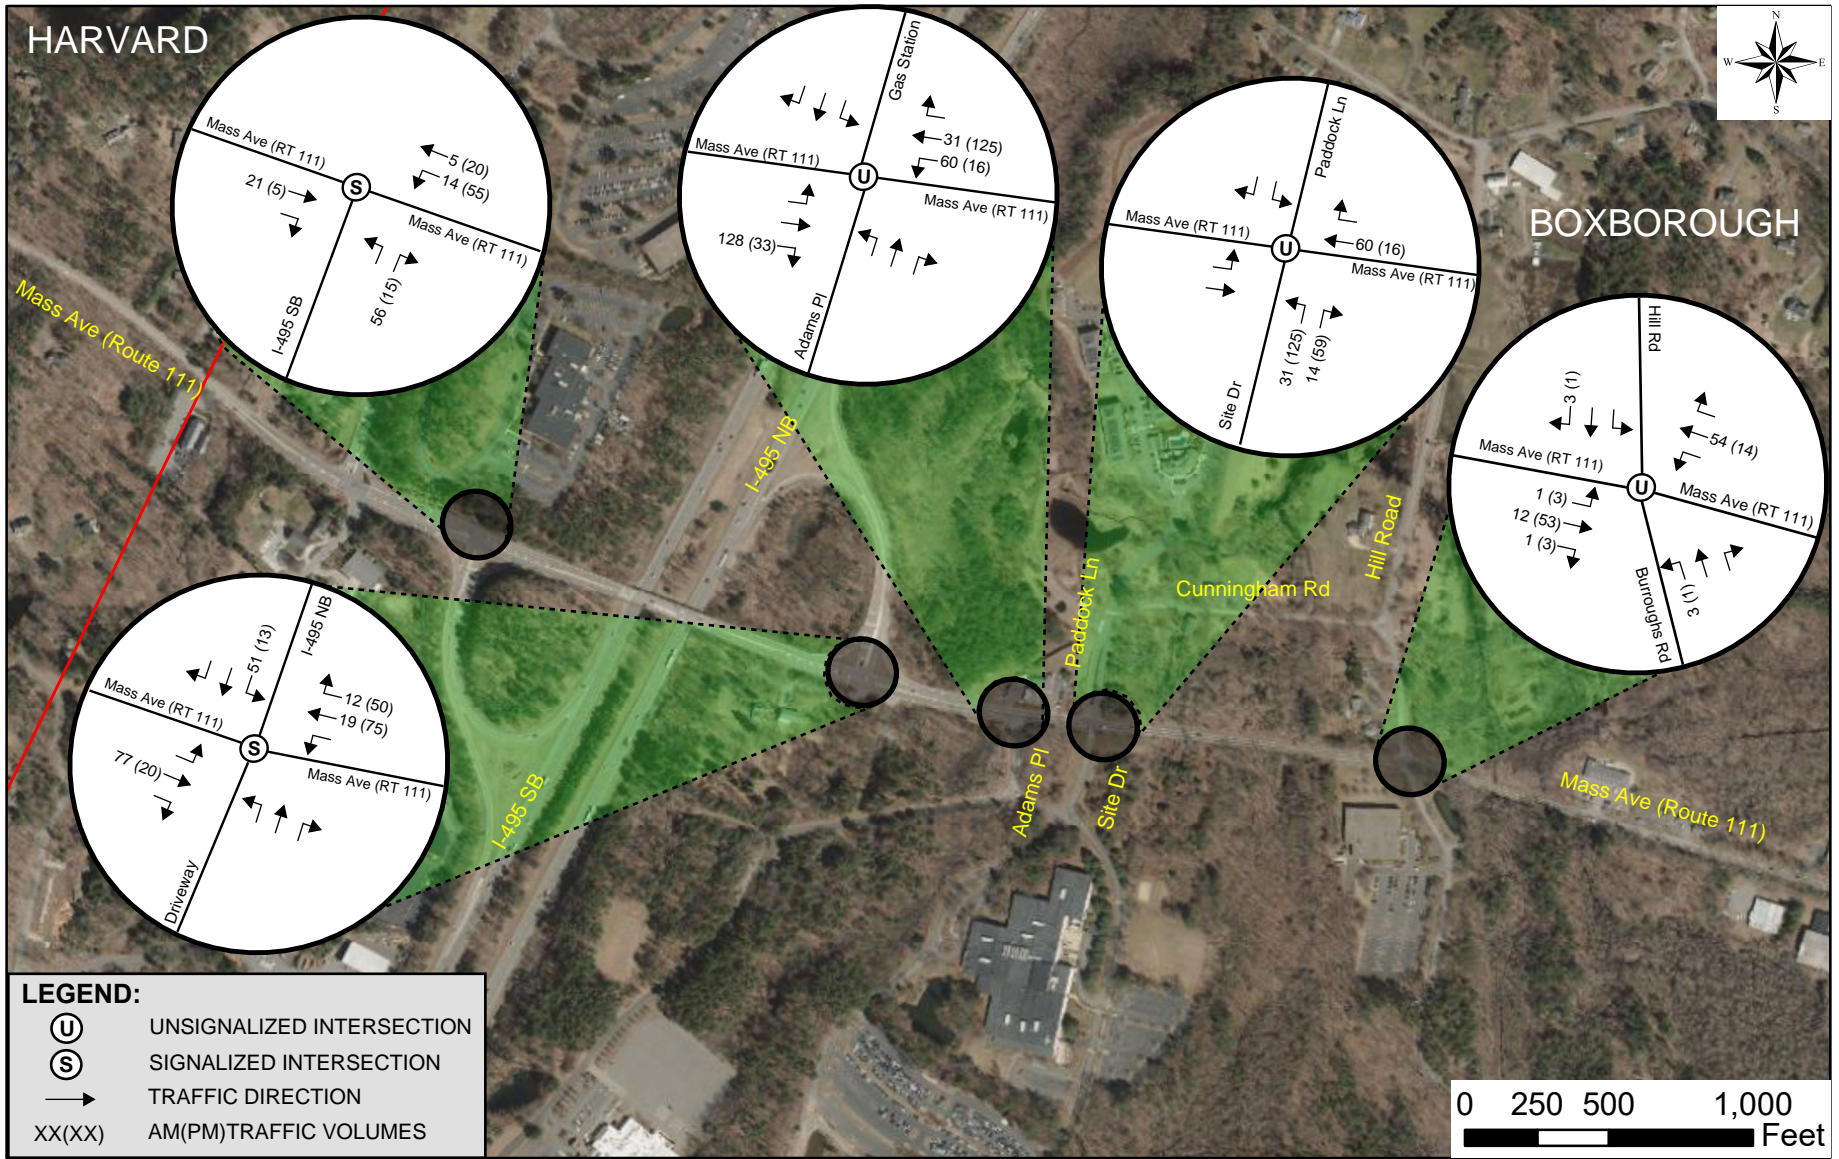 HARVARD
BOXBOROUGH
N
W
E
S
Mass Ave (RT 111)
5 (20)
14 (55)
21 (5)
S
Mass Ave (RT 111)
56 (15)
I-495 SB
Gas Station
31 (125)
60 (16)
Mass Ave (RT 111)
U
Mass Ave (RT 111)
128 (33)
Adams Pl
Paddock Ln
Mass Ave (RT 111)
60 (16)
U
Mass Ave (RT 111)
31 (125)
14 (59)
Site Dr
Hill Rd
3 (1)
54 (14)
Mass Ave (RT 111)
U
Mass Ave (RT 111)
1 (3)
12 (53)
1 (3)
3 (1)
Burroughs Rd
I-495 NB
51 (13)
12 (50)
19 (75)
Mass Ave (RT 111)
S
Mass Ave (RT 111)
77 (20)
Driveway
Mass Ave (Route 111)
I-495 NB
I-495 SB
Paddock Ln
Cunningham Rd
Hill Road
Adams Pl
Site Dr
Mass Ave (Route 111)
LEGEND:
U UNSIGNALIZED INTERSECTION
S SIGNALIZED INTERSECTION
TRAFFIC DIRECTION
XX(XX) AM(PM)TRAFFIC VOLUMES
0 250 500 1,000
Feet